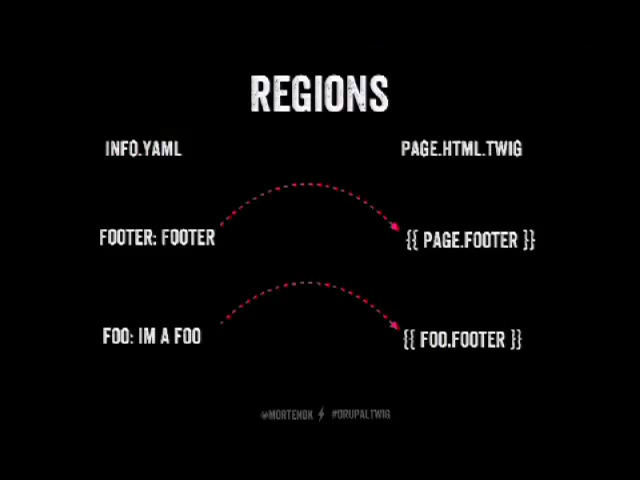 REGIONS
INFO.YAML
PAGE.HTML.TWIG
FOOTER: FOOTER
{{ PAGE.FOOTER }}
FOO: IM A FOO
{{ FOO.FOOTER }}
@MORTENDK #DRUPALTWIG